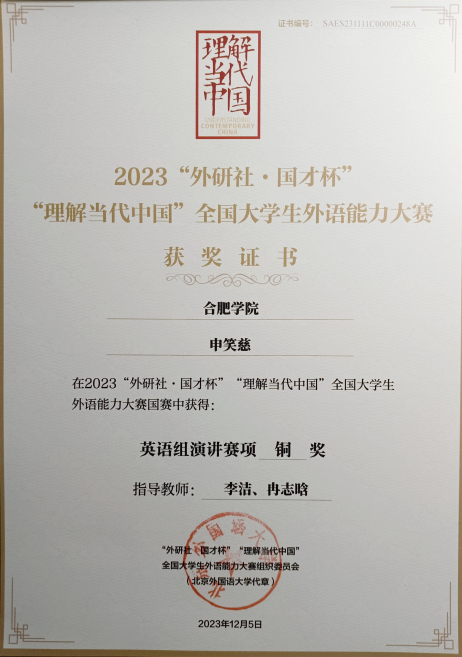 证书编号： SAES231111C00000248A
理解
当代
中国
UNDERSTANDING
CONTEMPORARY
CHINA
2023“外研社·国才杯”
“理解当代中国”全国大学生外语能力大赛
获奖证书
合肥学院
申笑慈
在2023“外研社·国才杯”“理解当代中国”全国大学生
外语能力大赛国赛中获得：
英语组演讲赛项 铜 奖
指导教师： 李洁、冉志晗
北京外国语大学
“外研社·国才杯”“理解当代中国”
全国大学生外语能力大赛组织委员会
（北京外国语大学代章）
2023年12月5日